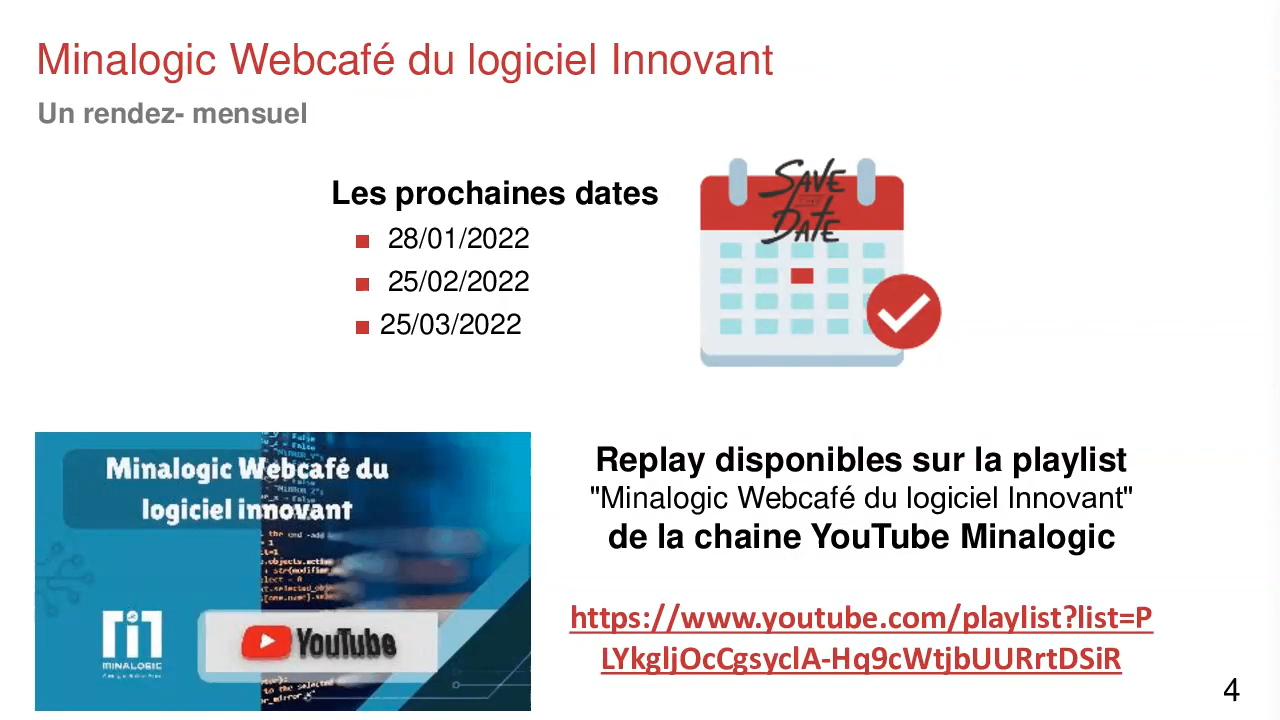 Minalogic Webcafé du logiciel Innovant
Un rendez- mensuel
Les prochaines dates
28/01/2022
25/02/2022
25/03/2022
SAVE
DATE
Minalogic Webcafé du
logiciel innovant
MINALOGIC
YouTube
Replay disponibles sur la playlist
"Minalogic Webcafé du logiciel Innovant"
de la chaine YouTube Minalogic
https://www.youtube.com/playlist?list=P
LYkgljOcCgsyclA-Hq9cWtjbUURrtDSiR
4